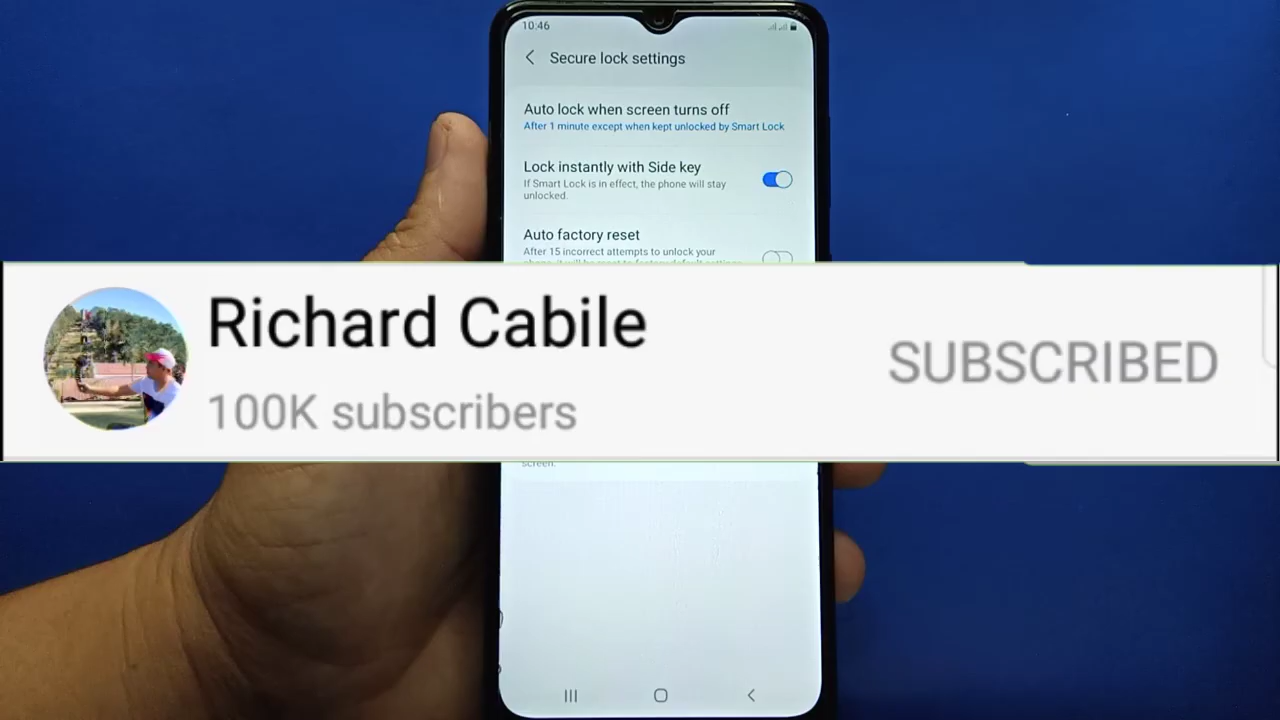 10:46
Secure lock settings
Auto lock when screen turns off
After 1 minute except when kept unlocked by Smart Lock
Lock instantly with Side key
If Smart Lock is in effect, the phone will stay
unlocked.
Auto factory reset
After 15 incorrect attempts to unlock your
Richard Cabile
SUBSCRIBED
100K subscribers
screen.